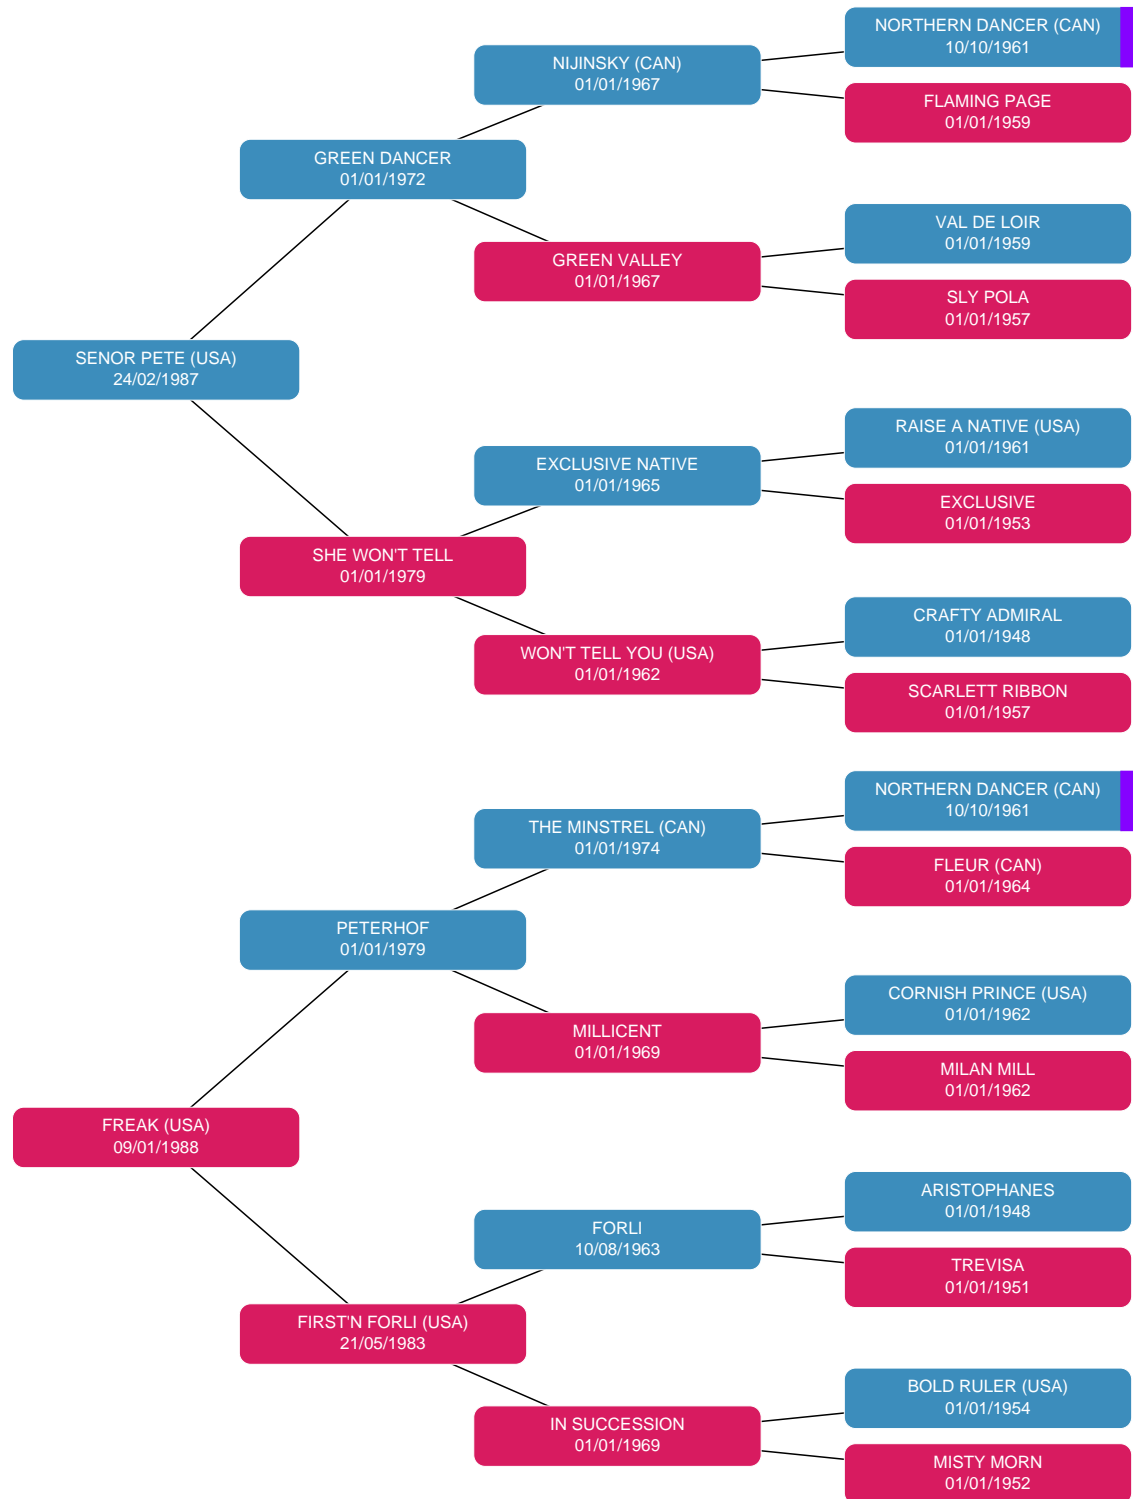 NORTHERN DANCER (CAN)
10/10/1961
NIJINSKY (CAN)
01/01/1967
FLAMING PAGE
01/01/1959
GREEN DANCER
01/01/1972
VAL DE LOIR
01/01/1959
GREEN VALLEY
01/01/1967
SLY POLA
01/01/1957
SENOR PETE (USA)
24/02/1987
RAISE A NATIVE (USA)
01/01/1961
EXCLUSIVE NATIVE
01/01/1965
EXCLUSIVE
01/01/1953
SHE WON'T TELL
01/01/1979
CRAFTY ADMIRAL
01/01/1948
WON'T TELL YOU (USA)
01/01/1962
SCARLETT RIBBON
01/01/1957
NORTHERN DANCER (CAN)
10/10/1961
THE MINSTREL (CAN)
01/01/1974
FLEUR (CAN)
01/01/1964
PETERHOF
01/01/1979
CORNISH PRINCE (USA)
01/01/1962
MILLICENT
01/01/1969
MILAN MILL
01/01/1962
FREAK (USA)
09/01/1988
ARISTOPHANES
01/01/1948
FORLI
10/08/1963
TREVISA
01/01/1951
FIRST'N FORLI (USA)
21/05/1983
BOLD RULER (USA)
01/01/1954
IN SUCCESSION
01/01/1969
MISTY MORN
01/01/1952